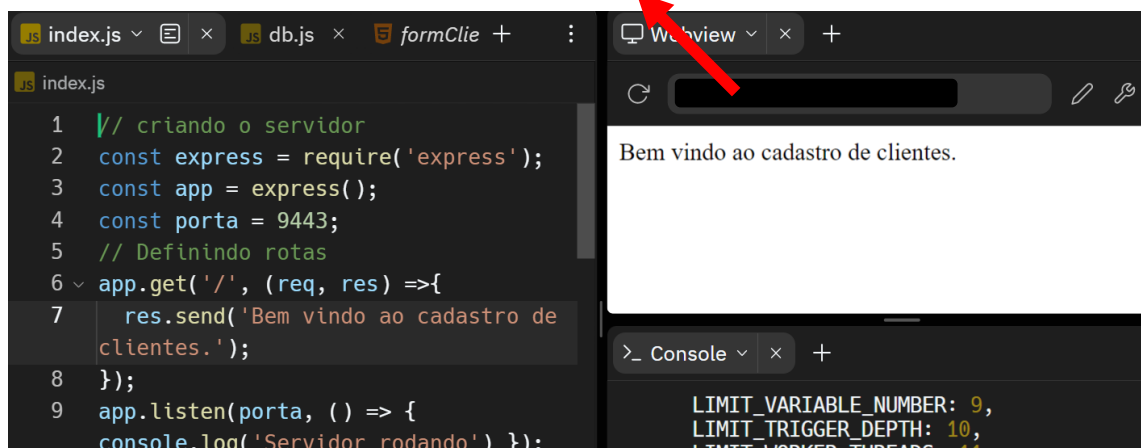 index.js
db.js
formClie
index.js
1 // criando o servidor
2 const express = require('express');
3 const app = express();
4 const porta = 9443;
5 // Definindo rotas
6 app.get('/', (req, res) =>{
7 res.send('Bem vindo ao cadastro de
clientes.');
8 });
9 app.listen(porta, () => {
console.log('Servidor rodando') });
Webview
Bem vindo ao cadastro de clientes.
>_ Console
LIMIT_VARIABLE_NUMBER: 9,
LIMIT_TRIGGER_DEPTH: 10,
LIMIT_WORKER_THREADS: 11